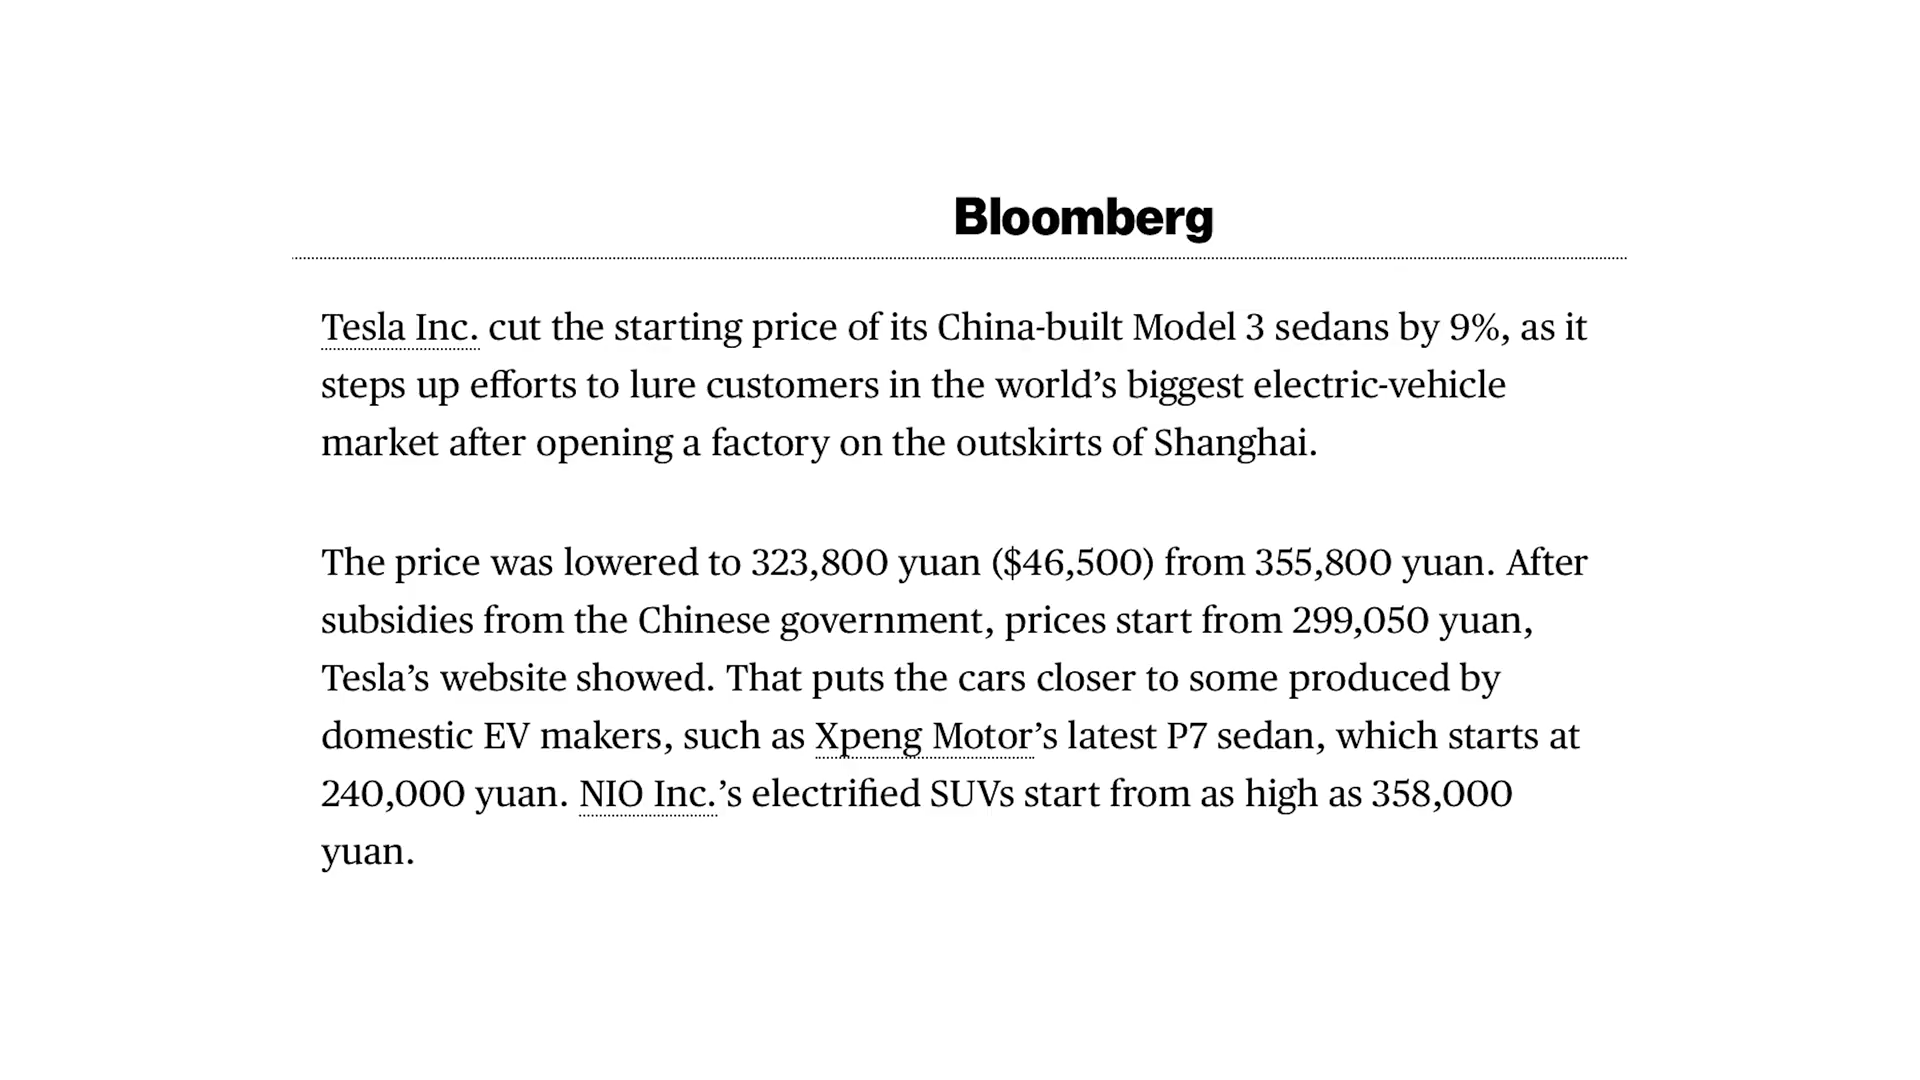 Bloomberg
Tesla Inc. cut the starting price of its China-built Model 3 sedans by 9%, as it
steps up efforts to lure customers in the world’s biggest electric-vehicle
market after opening a factory on the outskirts of Shanghai.
The price was lowered to 323,800 yuan ($46,500) from 355,800 yuan. After
subsidies from the Chinese government, prices start from 299,050 yuan,
Tesla’s website showed. That puts the cars closer to some produced by
domestic EV makers, such as Xpeng Motor’s latest P7 sedan, which starts at
240,000 yuan. NIO Inc.’s electrified SUVs start from as high as 358,000
yuan.